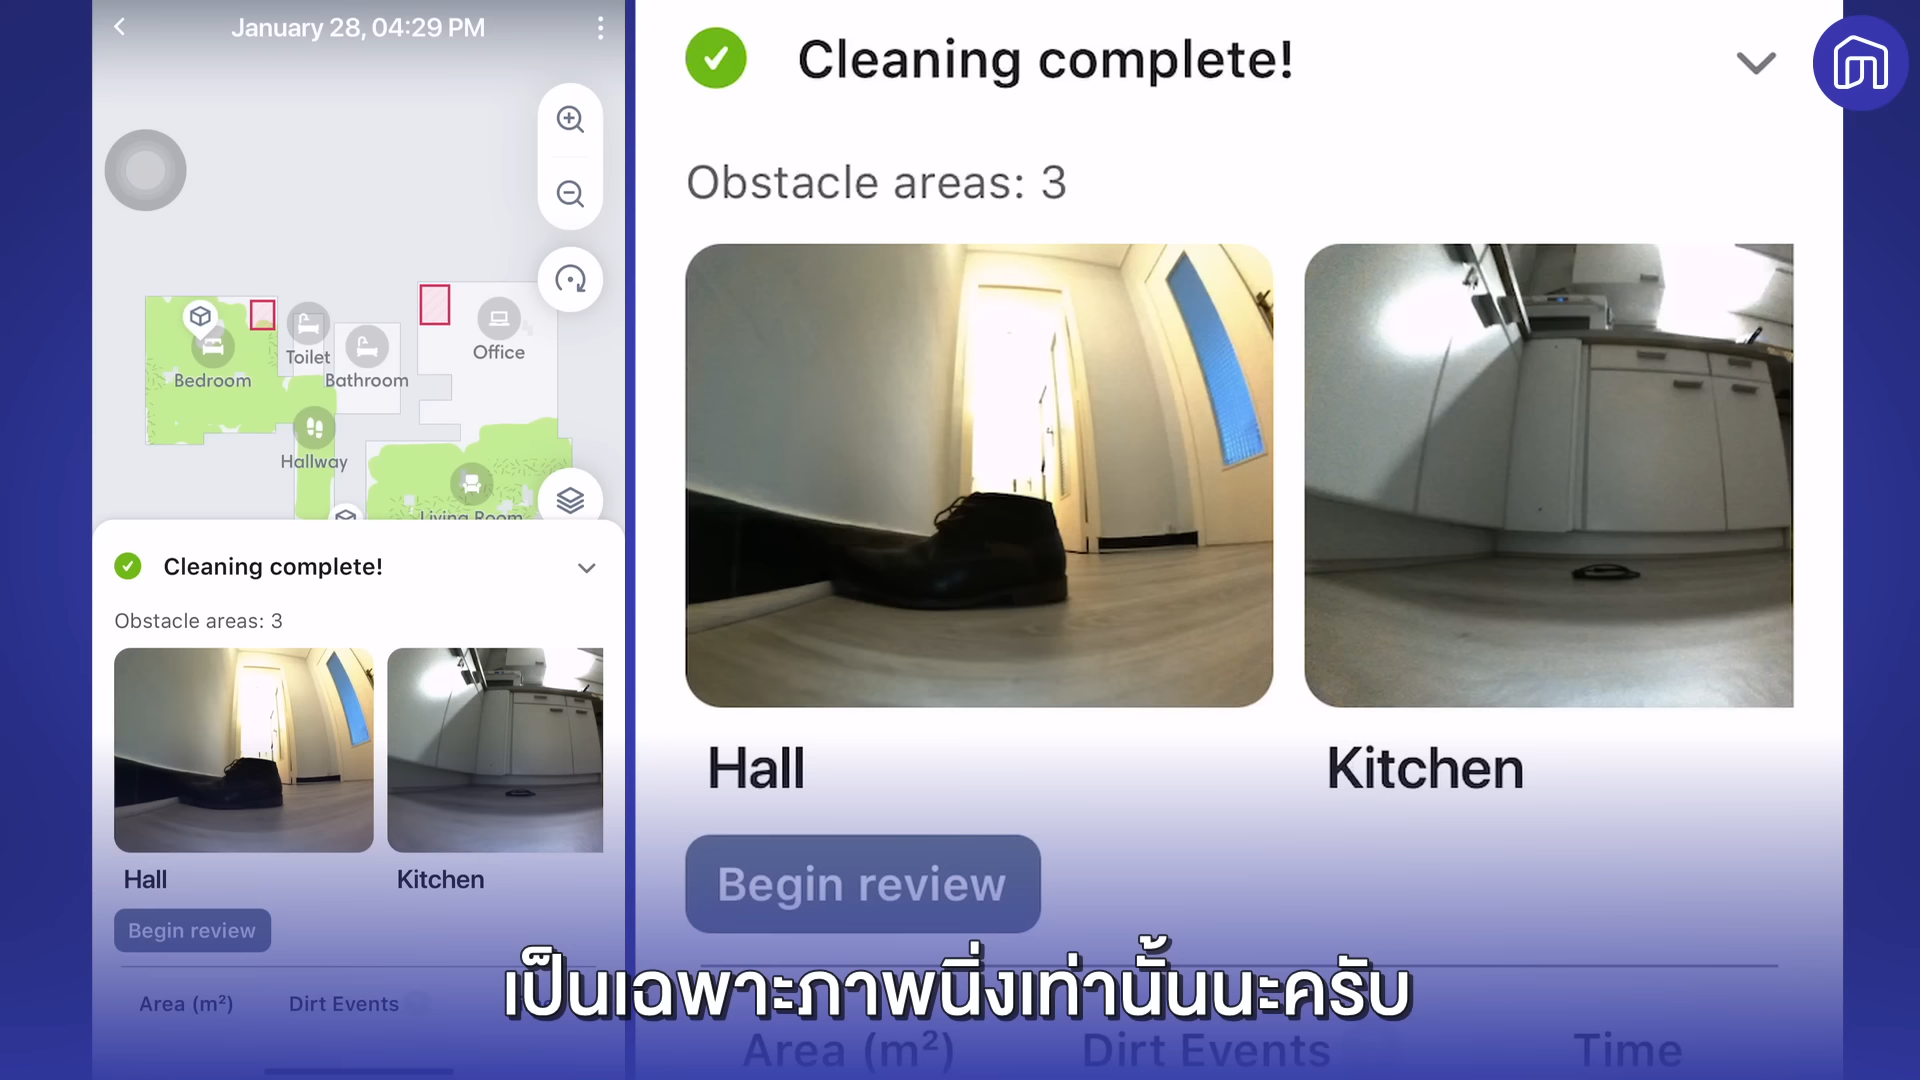 January 28, 04:29 PM
Toilet
Office
Bedroom
Bathroom
Hallway
Living Room
Cleaning complete!
Obstacle areas: 3
Hall
Kitchen
Begin review
Area (m²)
Dirt Events
Cleaning complete!
Obstacle areas: 3
Hall
Kitchen
Begin review
เป็นเฉพาะภาพนิ่งเท่านั้นนะครับ
Area (m²)
Dirt Events
Time